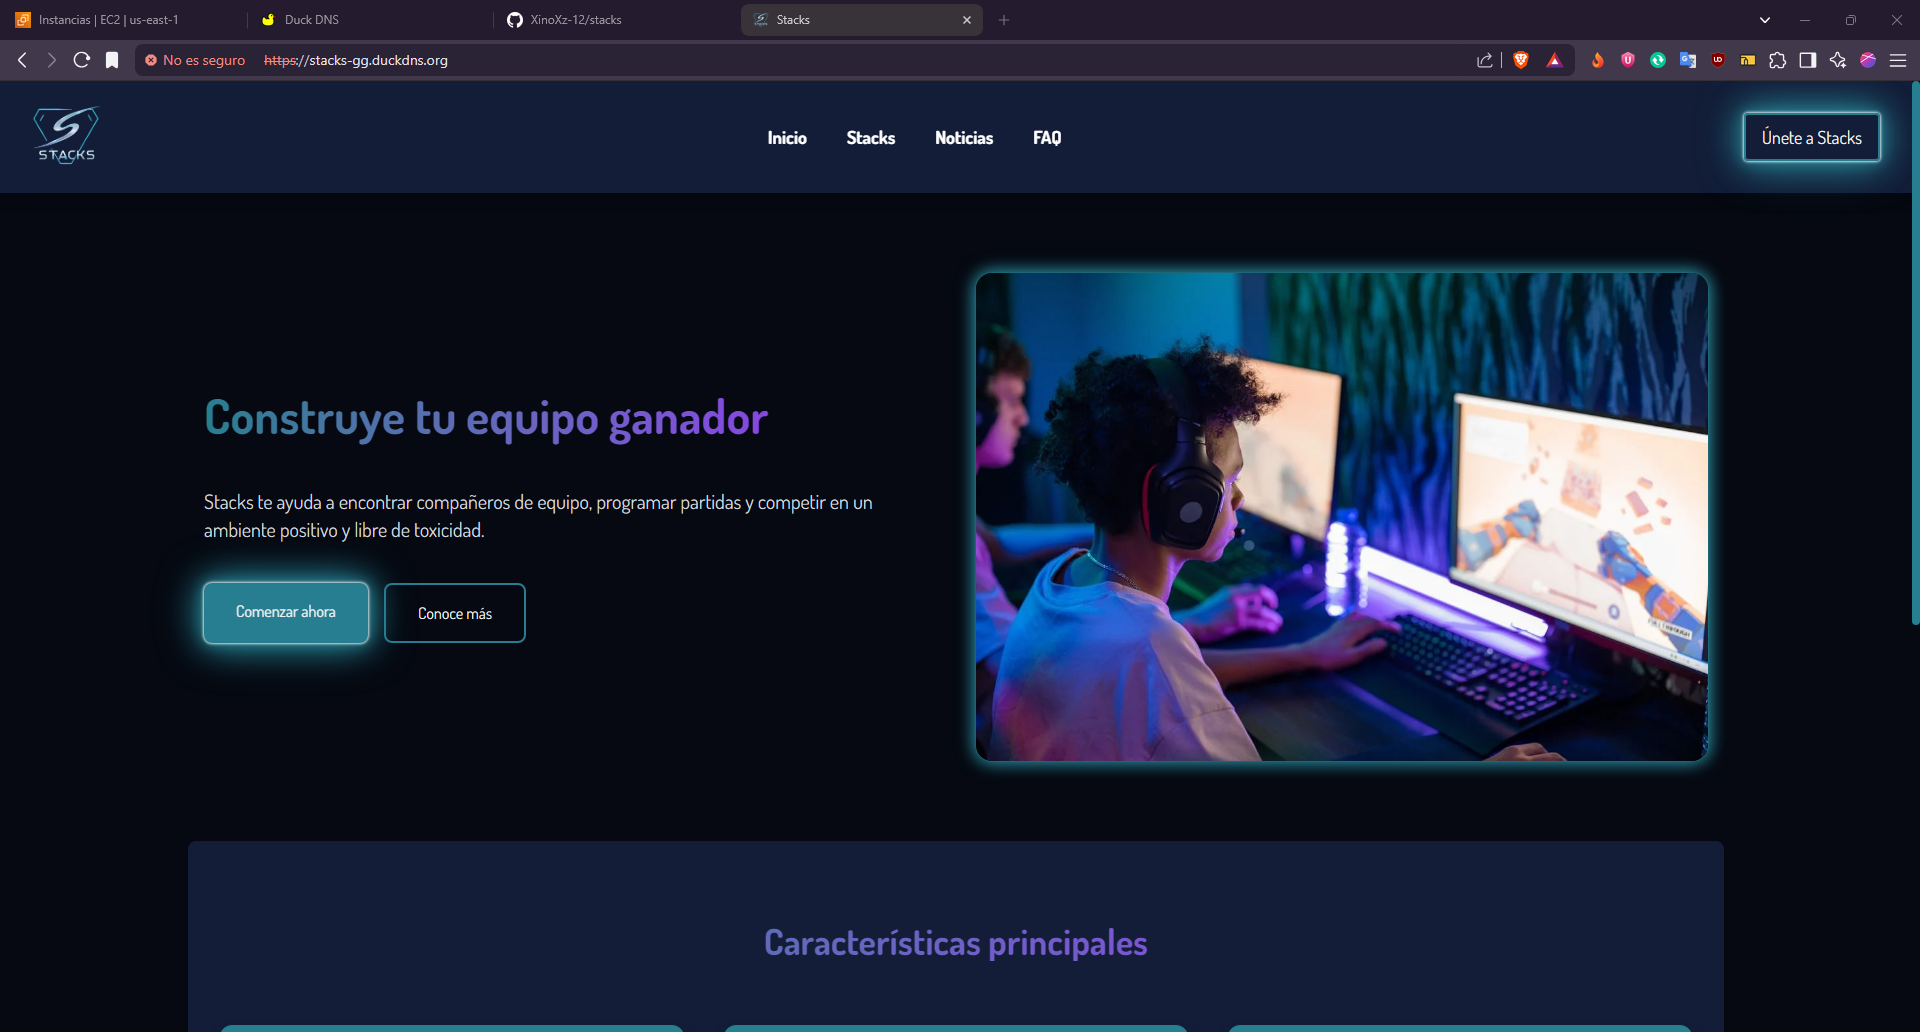 Instancias | EC2 | us-east-1
Duck DNS
XinoXz-12/stacks
Stacks
No es seguro
https://stacks-gg.duckdns.org
S
STACKS
Inicio
Stacks
Noticias
FAQ
Únete a Stacks
Construye tu equipo ganador
Stacks te ayuda a encontrar compañeros de equipo, programar partidas y competir en un
ambiente positivo y libre de toxicidad.
Comenzar ahora
Conoce más
Características principales